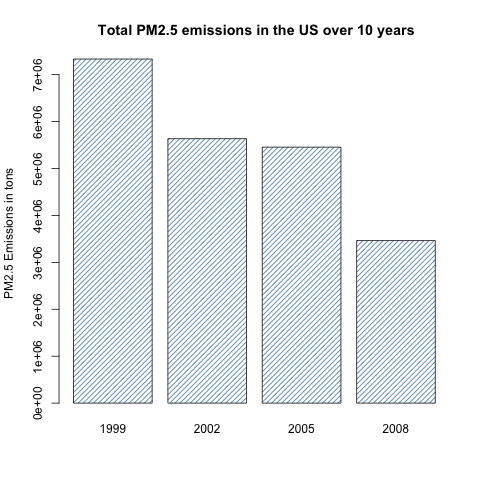 Total PM2.5 emissions in the US over 10 years
PM2.5 Emissions in tons
7e+06
6e+06
5e+06
4e+06
3e+06
2e+06
1e+06
0e+00
1999 2002 2005 2008